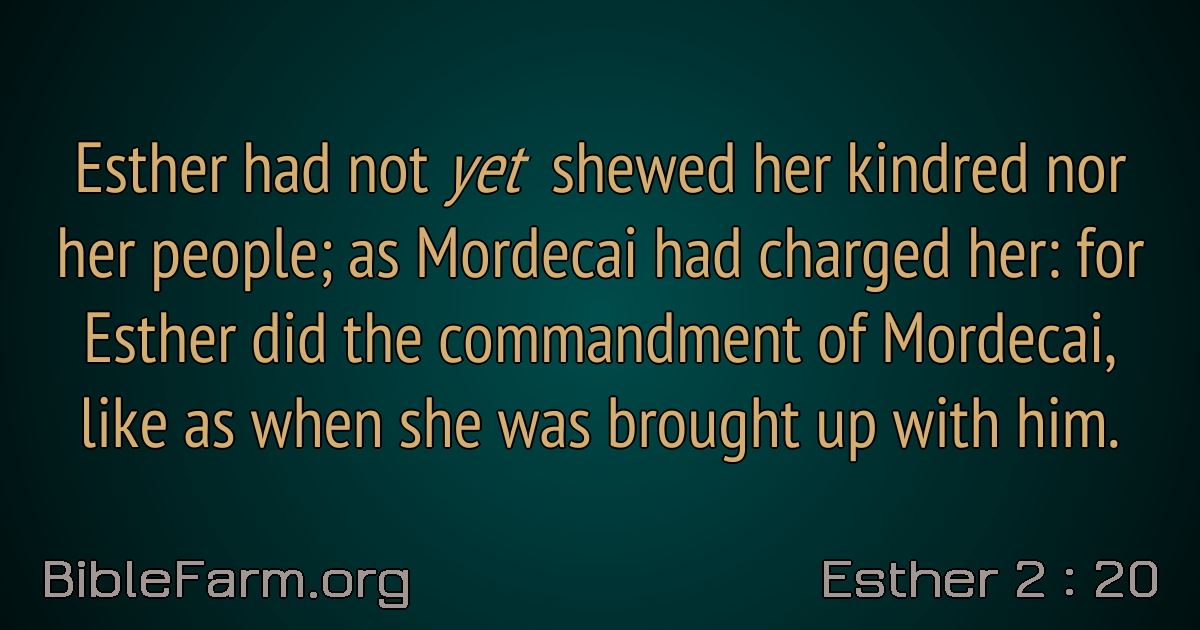 Esther had not yet shewed her kindred nor
her people; as Mordecai had charged her: for
Esther did the commandment of Mordecai,
like as when she was brought up with him.
BibleFarm.org
Esther 2 : 20